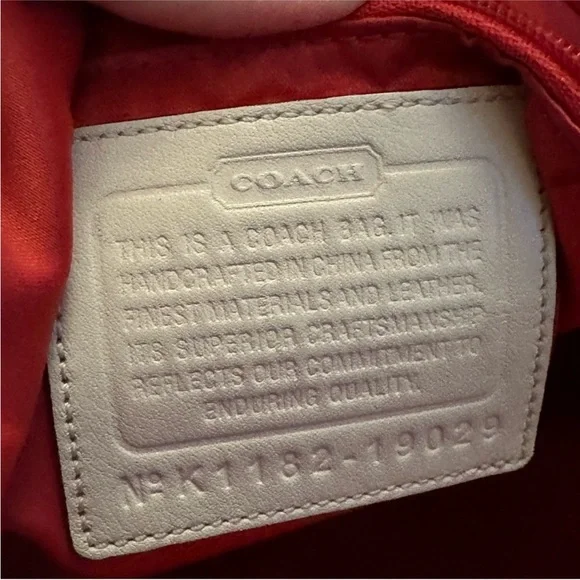 COACH
THIS IS A COACH BAG. IT WAS
HANDCRAFTED IN CHINA FROM THE
FINEST MATERIALS AND LEATHER.
ITS SUPERIOR CRAFTSMANSHIP
REFLECTS OUR COMMITMENT TO
ENDURING QUALITY.
Nº K1182-19029